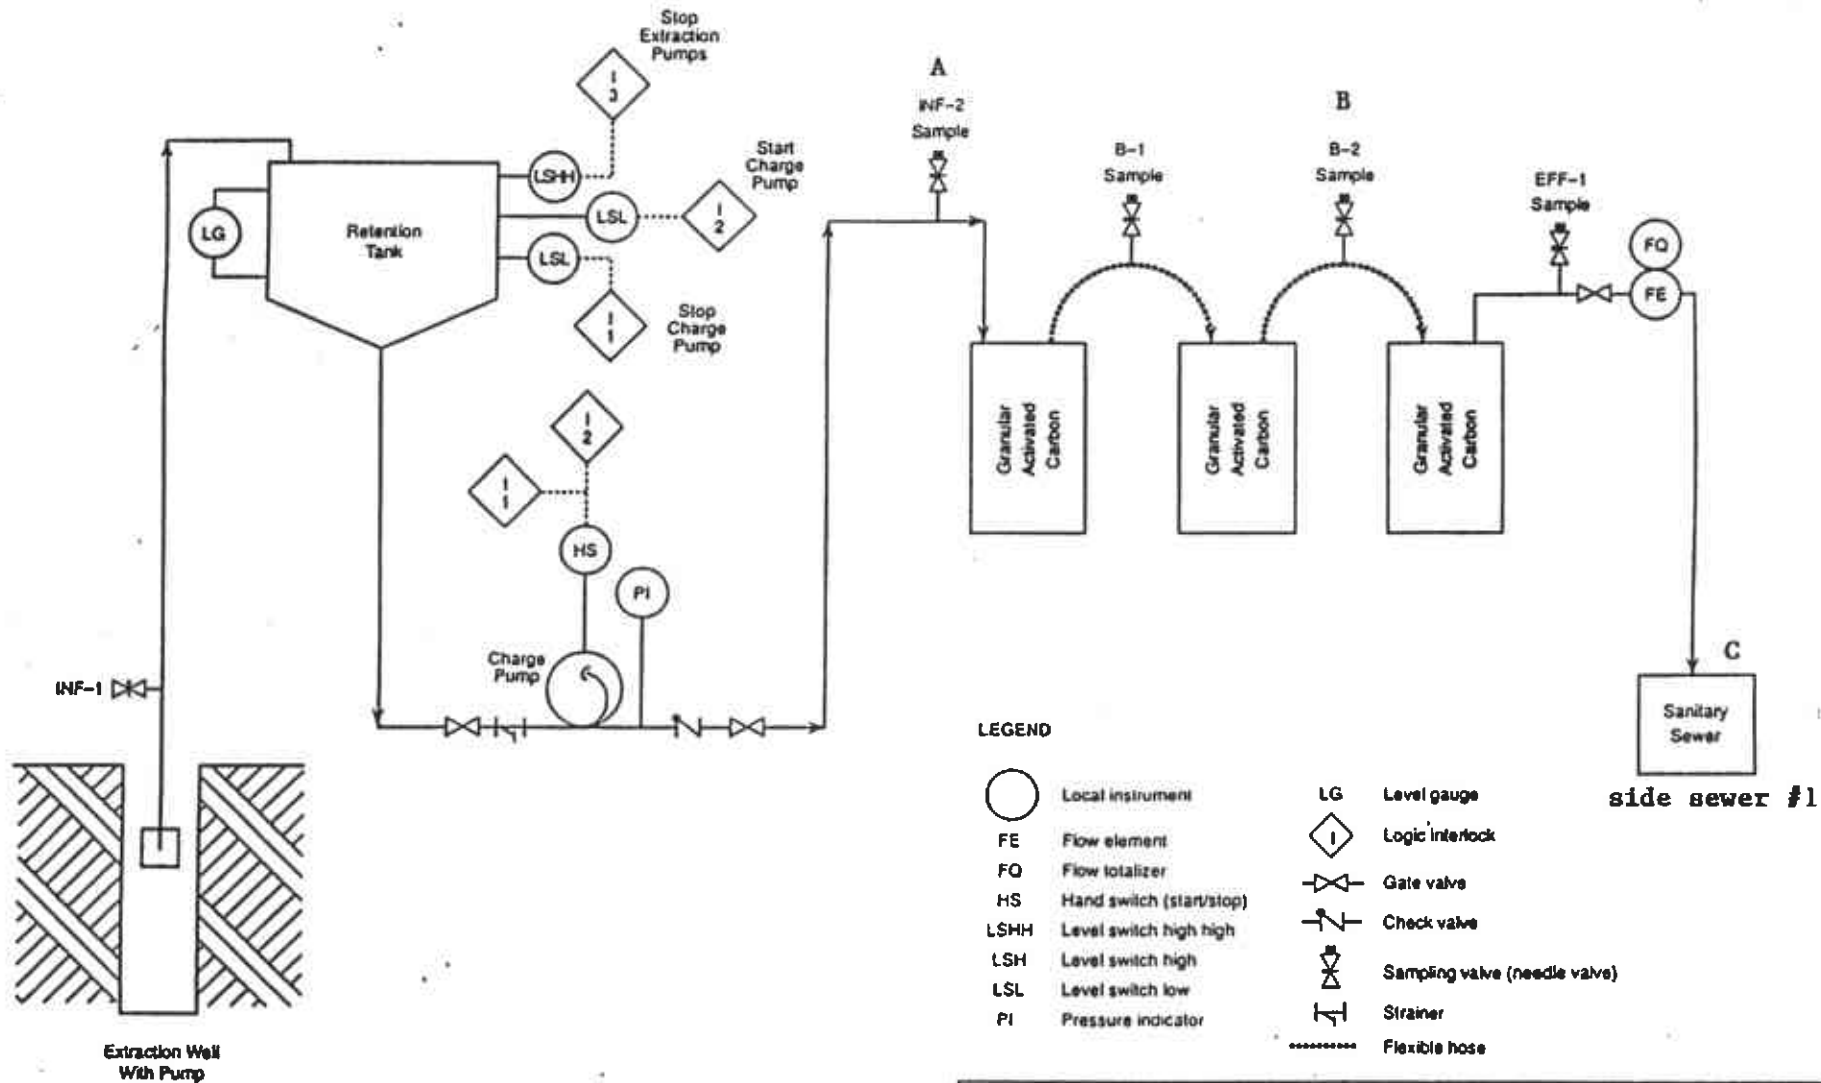 Stop
Extraction
Pumps
I
3
LSHH
Start
Charge
Pump
LSL
I
2
LG
Retention
Tank
LSL
Stop
Charge
Pump
I
1
I
2
I
1
HS
PI
Charge
Pump
INF-1
Extraction Well
With Pump
A
INF-2
Sample
B-1
Sample
B
B-2
Sample
EFF-1
Sample
FQ
FE
Granular
Activated
Carbon
Granular
Activated
Carbon
Granular
Activated
Carbon
C
Sanitary
Sewer
side sewer #1
LEGEND
Local instrument
FE Flow element
FQ Flow totalizer
HS Hand switch (start/stop)
LSHH Level switch high high
LSH Level switch high
LSL Level switch low
PI Pressure indicator
LG Level gauge
I Logic interlock
Gate valve
Check valve
Sampling valve (needle valve)
Strainer
Flexible hose